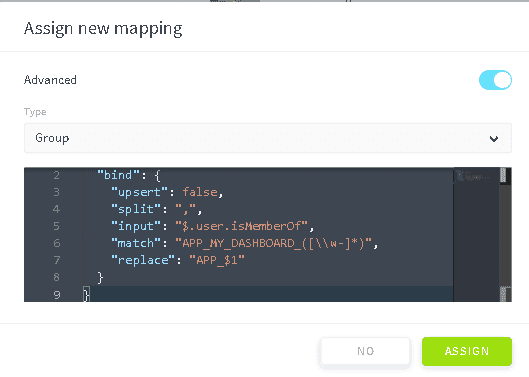 Assign new mapping
Advanced
Type
Group
2 "bind": {
3 "upsert": false,
4 "split": ",",
5 "input": "$.user.isMemberOf",
6 "match": "APP_MY_DASHBOARD_([\\w-]*)",
7 "replace": "APP_$1"
8 }
9 }
NO
ASSIGN